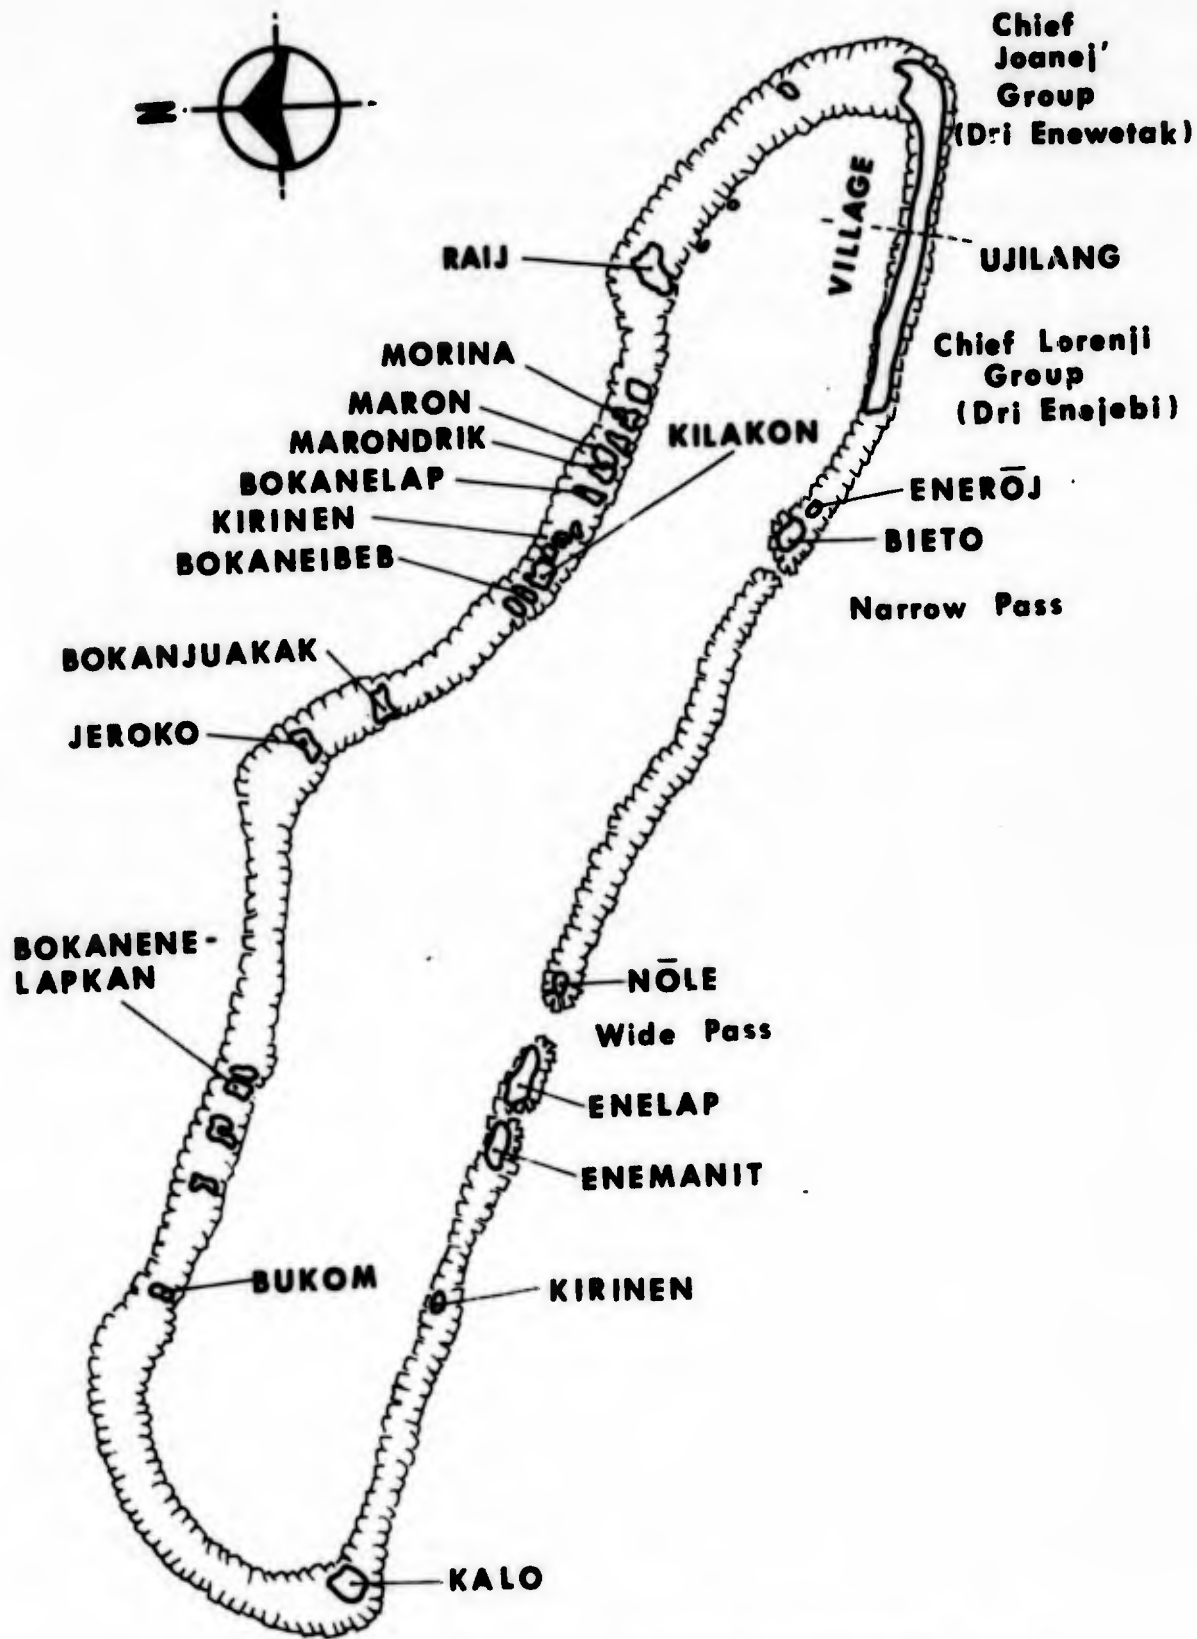 Chief
Joanej'
Group
(Dri Enewetak)
N
VILLAGE
UJILANG
RAIJ
Chief Lorenji
Group
(Dri Enejebi)
MORINA
MARON
MARONDRIK
KILAKON
BOKANELAP
ENERŌJ
KIRINEN
BIETO
BOKANEIBEB
Narrow Pass
BOKANJUAKAK
JEROKO
BOKANENE-
LAPKAN
NŌLE
Wide Pass
ENELAP
ENEMANIT
BUKOM
KIRINEN
KALO